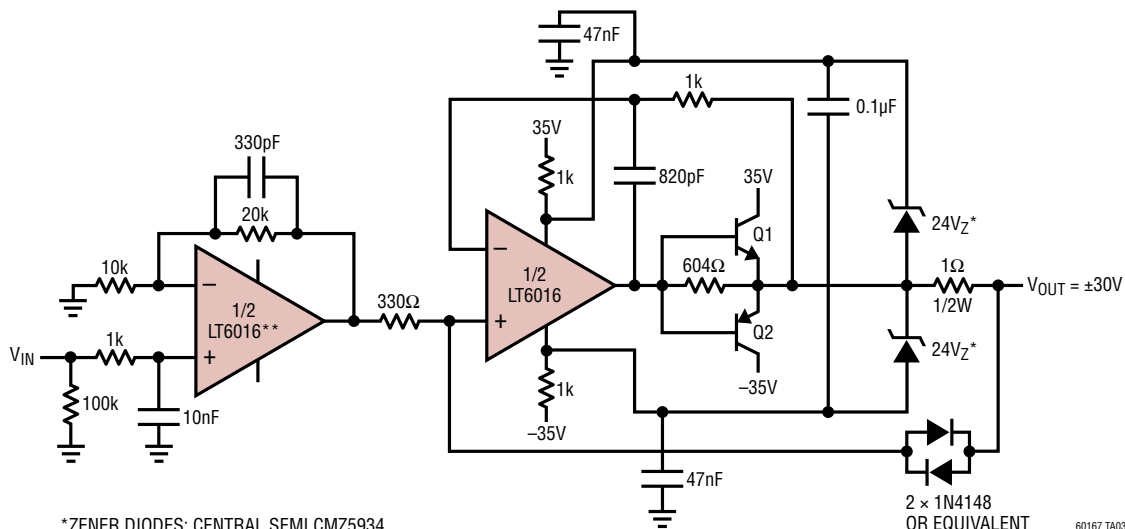 47nF
1k
0.1µF
330pF
35V
820pF
1k
35V
20k
Q1
24VZ*
10k
–
–
604Ω
1Ω
1/2
LT6016**
330Ω
1/2
LT6016
VOUT = ±30V
1/2W
1k
+
+
Q2
24VZ*
VIN
100k
10nF
1k
–35V
–35V
47nF
2 × 1N4148
OR EQUIVALENT
*ZENER DIODES: CENTRAL SEMI CMZ5934
60167 TA03